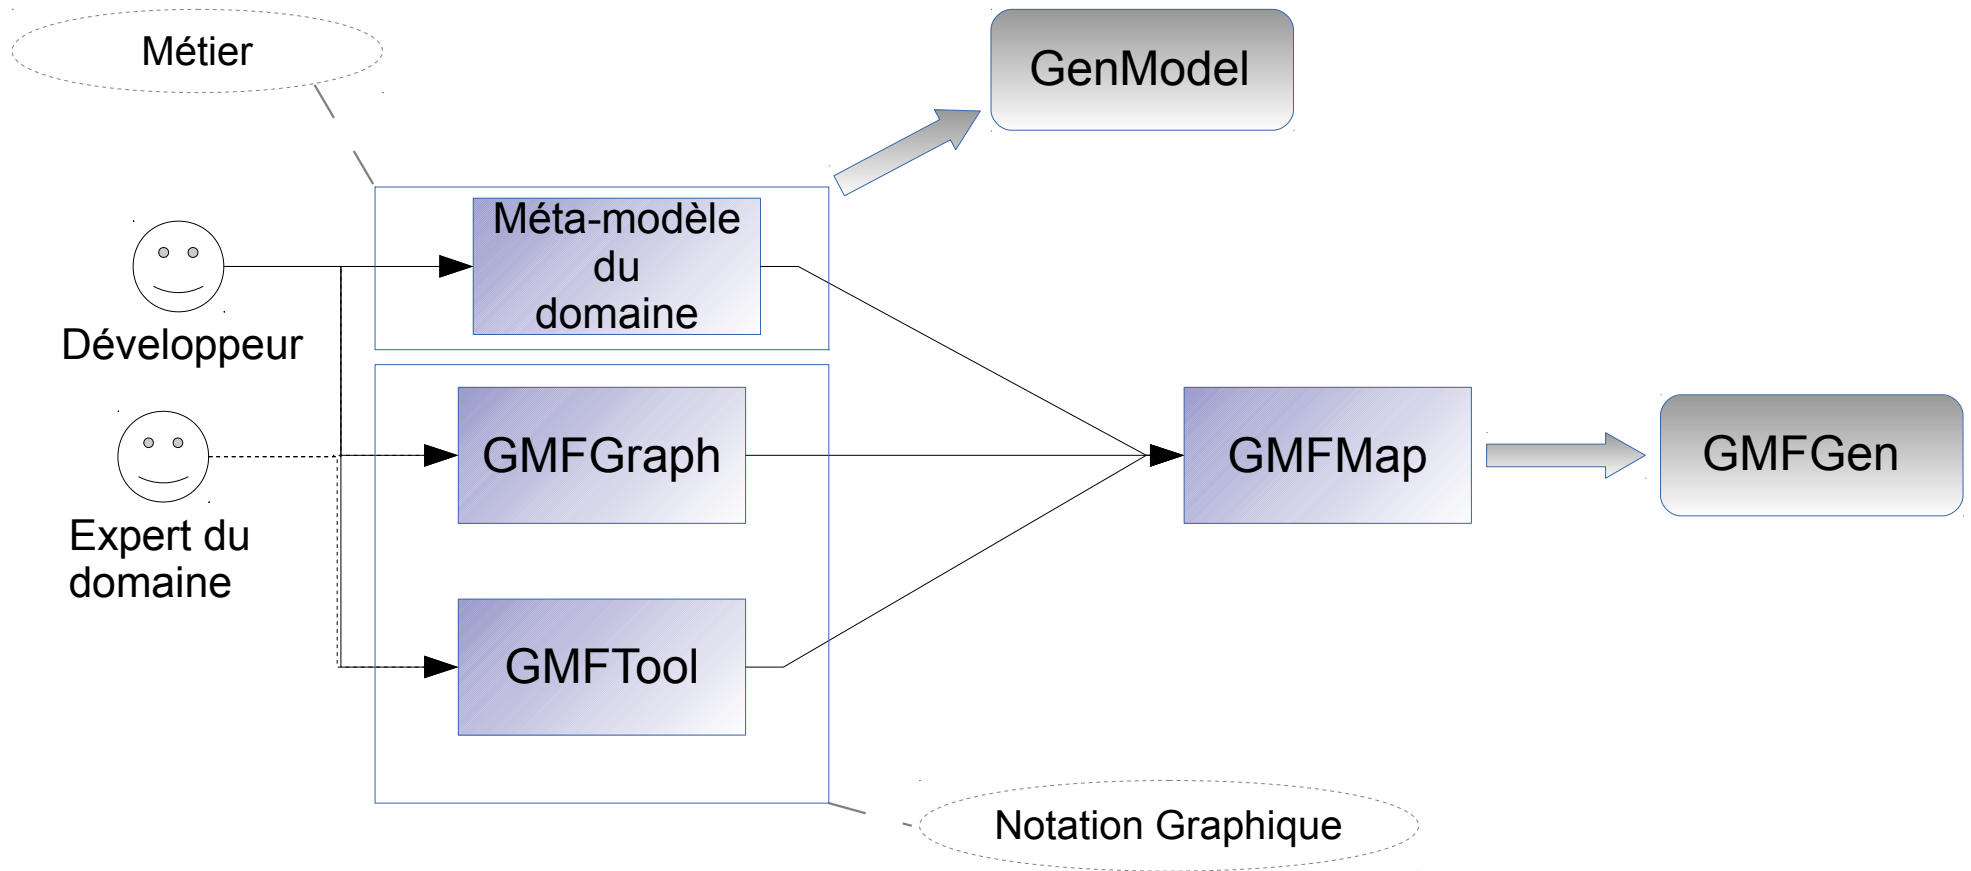 Métier
GenModel
Méta-modèle
du
domaine
Développeur
GMFGraph
GMFMap
GMFGen
Expert du
domaine
GMFTool
Notation Graphique